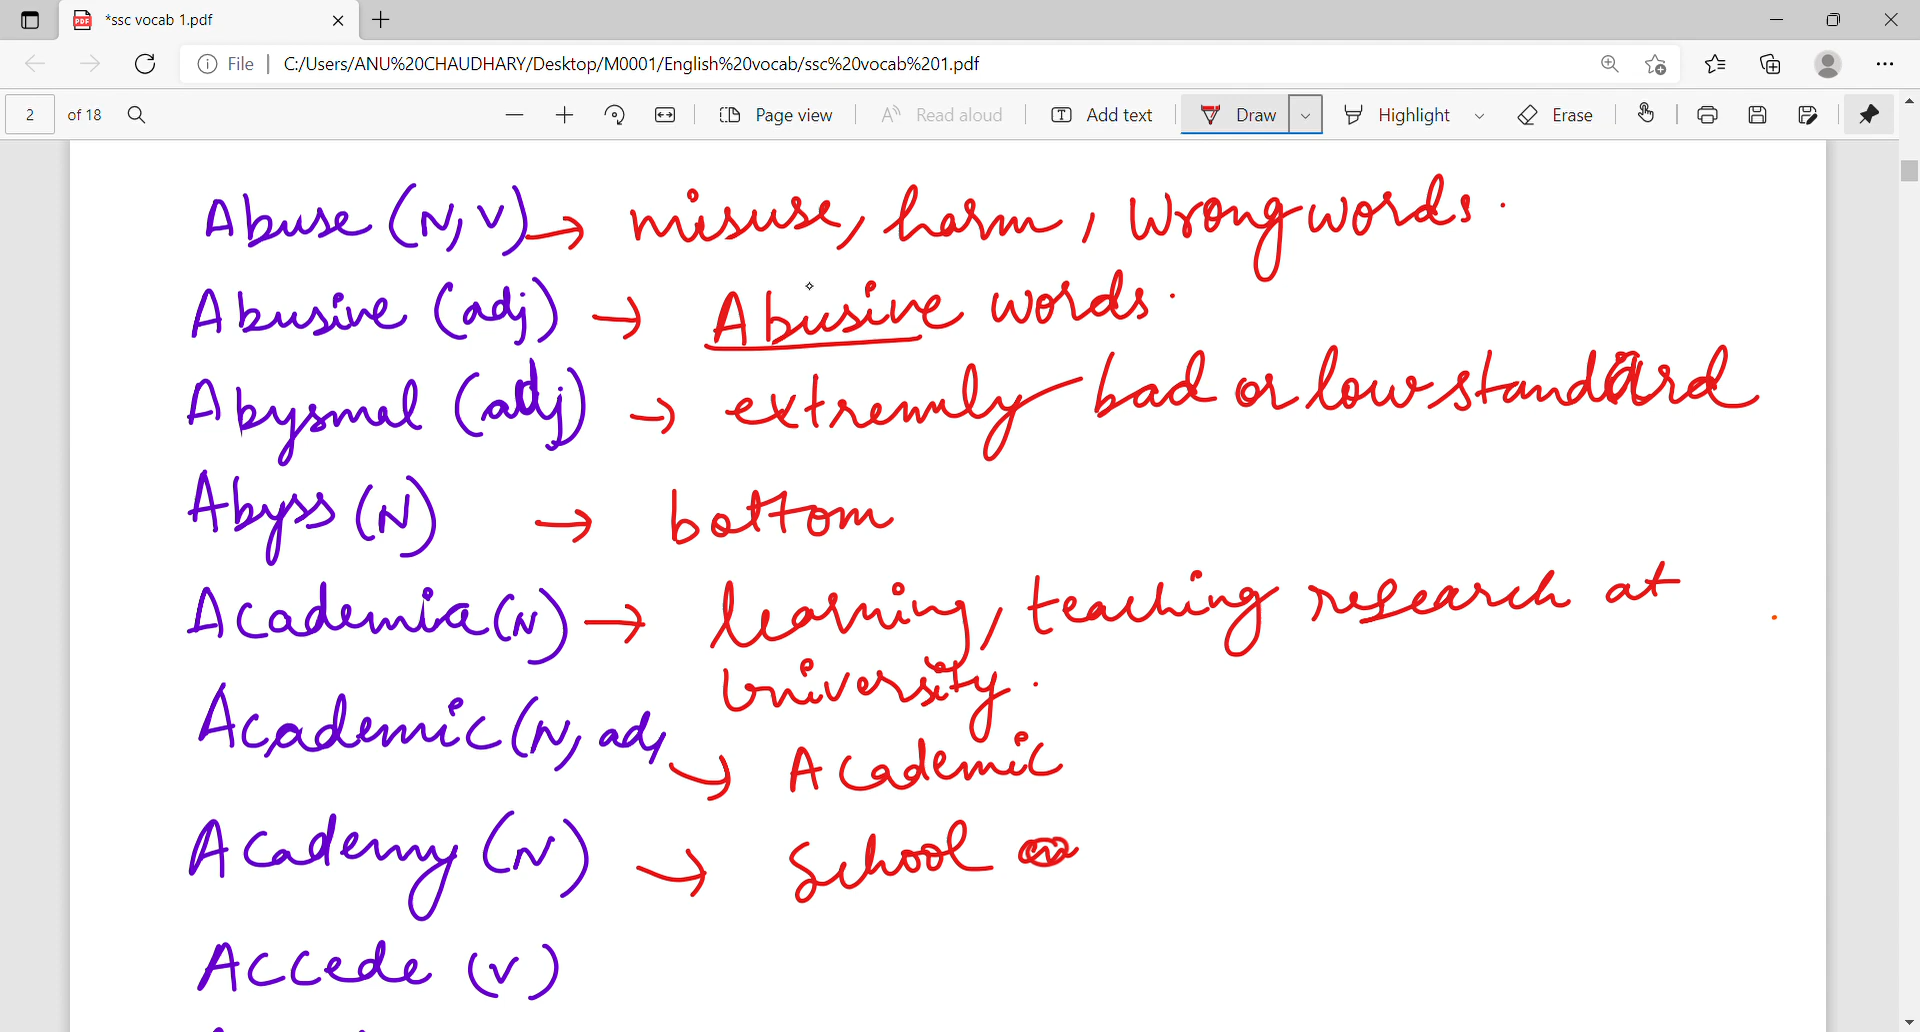 *ssc vocab 1.pdf
File | C:/Users/ANU%20CHAUDHARY/Desktop/M0001/English%20vocab/ssc%20vocab%201.pdf
2 of 18 Page view Read aloud Add text Draw Highlight Erase
Abuse (N, V) → misuse, harm, Wrong words.
Abusive (adj) → Abusive words.
Abysmel (adj) → extremly bad or low standard
Abyss (N) → bottom
Academia (N) → learning, teaching research at
University.
Academic (N, adj → Academic
Academy (N) → School
Accede (V)